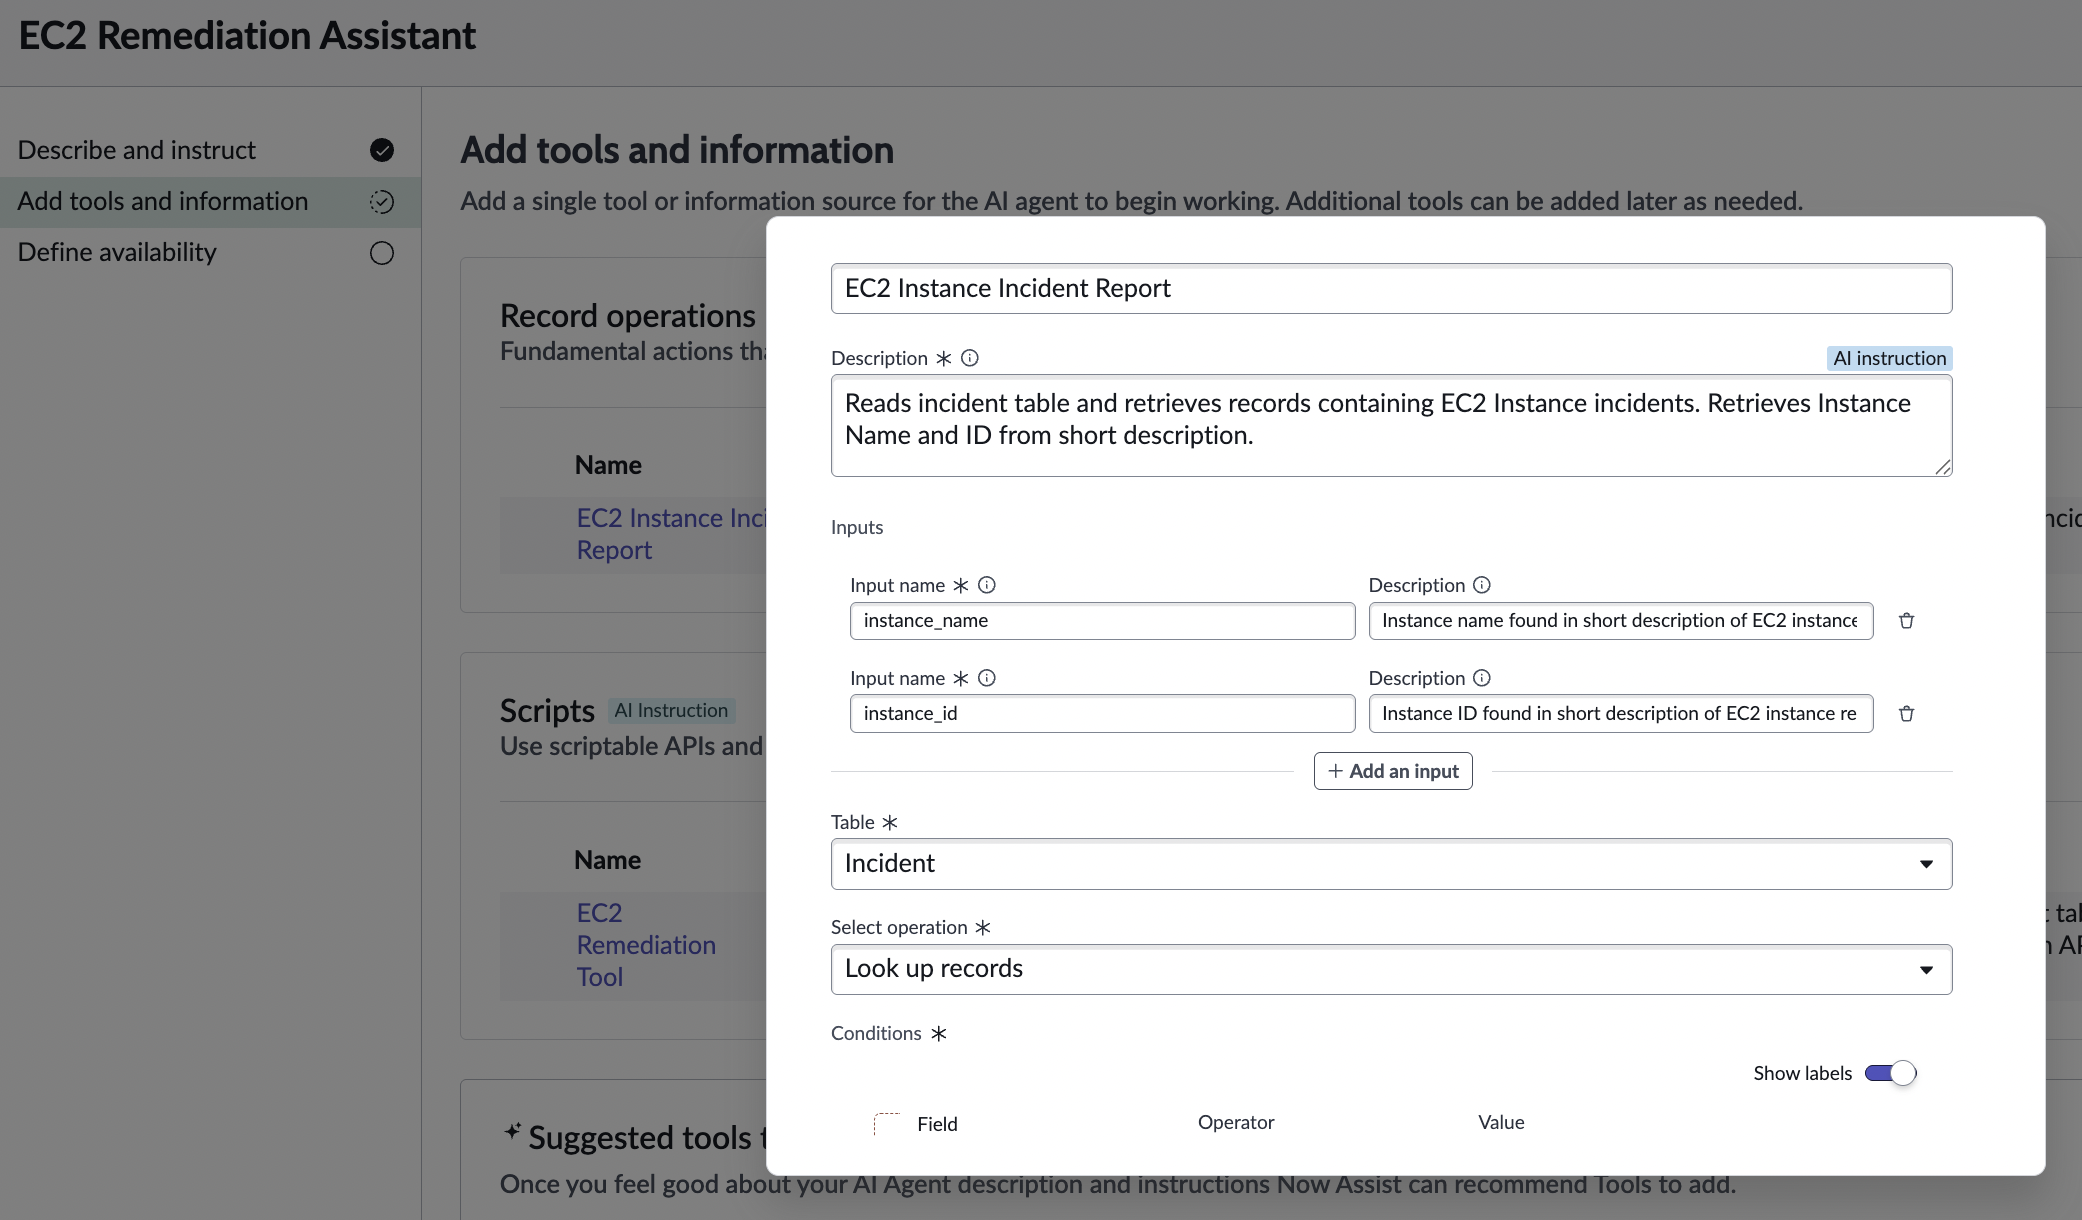 EC2 Remediation Assistant
Describe and instruct
Add tools and information
Define availability
Add tools and information
Add a single tool or information source for the AI agent to begin working. Additional tools can be added later as needed.
Record operations
Fundamental actions
Name
EC2 Instance
Report
Scripts AI Instruction
Use scriptable APIs and
Name
EC2
Remediation
Tool
Suggested tools
Once you feel good about your AI Agent description and instructions Now Assist can recommend Tools to add.
EC2 Instance Incident Report
Description * AI instruction
Reads incident table and retrieves records containing EC2 Instance incidents. Retrieves Instance
Name and ID from short description.
Inputs
Input name * Description
instance_name Instance name found in short description of EC2 instance
Input name * Description
instance_id Instance ID found in short description of EC2 instance re
+ Add an input
Table *
Incident
Select operation *
Look up records
Conditions *
Show labels
Field Operator Value